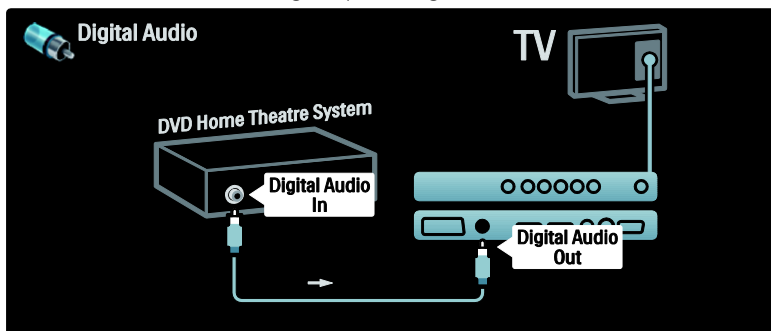 Digital Audio
TV
DVD Home Theatre System
Digital Audio
In
Digital Audio
Out